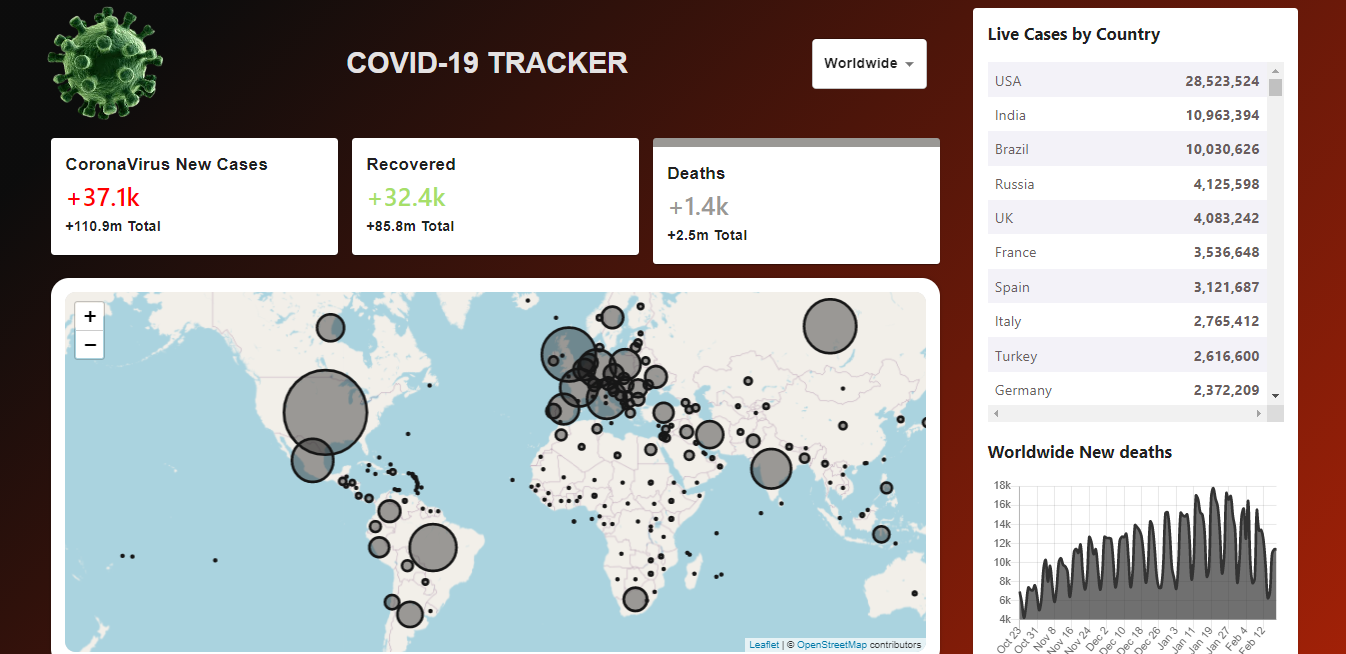 COVID-19 TRACKER
Worldwide
CoronaVirus New Cases
+37.1k
+110.9m Total
Recovered
+32.4k
+85.8m Total
Deaths
+1.4k
+2.5m Total
+
−
Leaflet | © OpenStreetMap contributors
Live Cases by Country
USA 28,523,524
India 10,963,394
Brazil 10,030,626
Russia 4,125,598
UK 4,083,242
France 3,536,648
Spain 3,121,687
Italy 2,765,412
Turkey 2,616,600
Germany 2,372,209
Worldwide New deaths
18k
16k
14k
12k
10k
8k
6k
4k
Oct 23 Oct 31 Nov 8 Nov 16 Nov 24 Dec 2 Dec 10 Dec 18 Dec 26 Jan 3 Jan 11 Jan 19 Jan 27 Feb 4 Feb 12